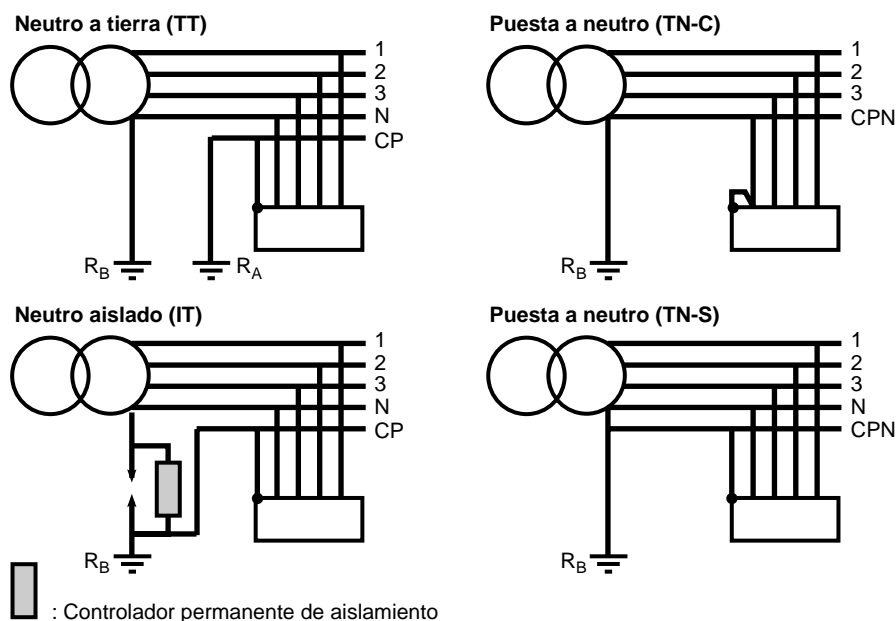 Neutro a tierra (TT)
1
2
3
N
CP
R_B
R_A
Puesta a neutro (TN-C)
1
2
3
CPN
R_B
Neutro aislado (IT)
1
2
3
N
CP
R_B
Puesta a neutro (TN-S)
1
2
3
N
CPN
R_B
: Controlador permanente de aislamiento